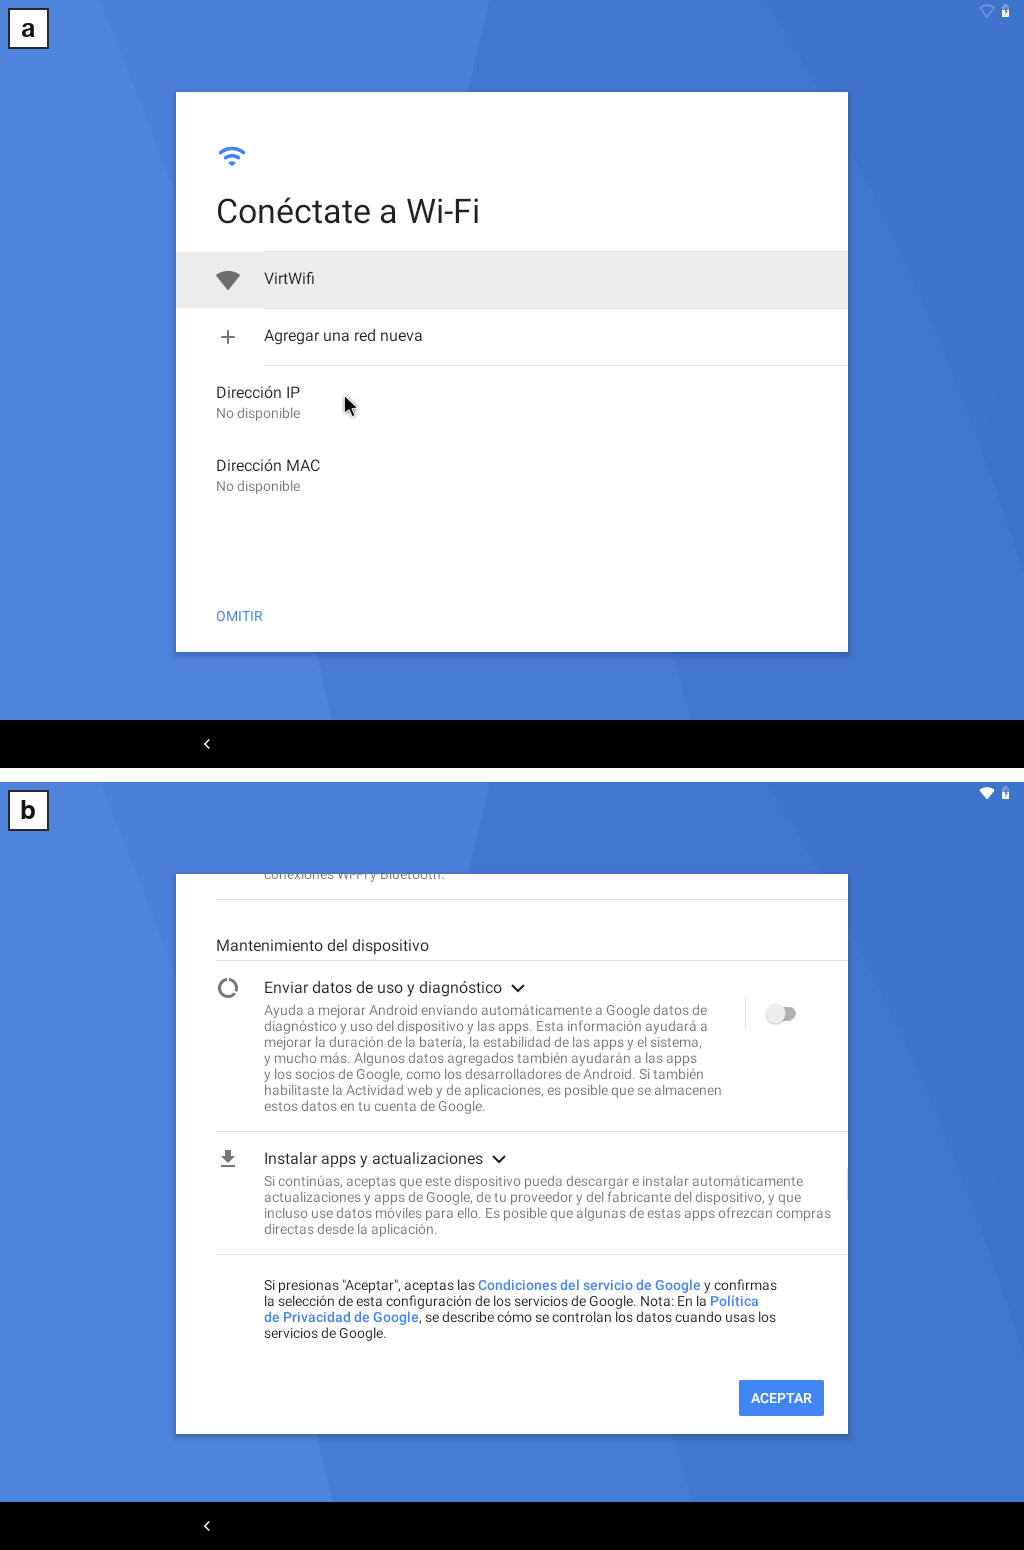 a
Conéctate a Wi-Fi
VirtWifi
Agregar una red nueva
Dirección IP
No disponible
Dirección MAC
No disponible
OMITIR
b
conexiones Wi-Fi y Bluetooth.
Mantenimiento del dispositivo
Enviar datos de uso y diagnóstico
Ayuda a mejorar Android enviando automáticamente a Google datos de
diagnóstico y uso del dispositivo y las apps. Esta información ayudará a
mejorar la duración de la batería, la estabilidad de las apps y el sistema,
y mucho más. Algunos datos agregados también ayudarán a las apps
y los socios de Google, como los desarrolladores de Android. Si también
habilitaste la Actividad web y de aplicaciones, es posible que se almacenen
estos datos en tu cuenta de Google.
Instalar apps y actualizaciones
Si continúas, aceptas que este dispositivo pueda descargar e instalar automáticamente
actualizaciones y apps de Google, de tu proveedor y del fabricante del dispositivo, y que
incluso use datos móviles para ello. Es posible que algunas de estas apps ofrezcan compras
directas desde la aplicación.
Si presionas "Aceptar", aceptas las Condiciones del servicio de Google y confirmas
la selección de esta configuración de los servicios de Google. Nota: En la Política
de Privacidad de Google, se describe cómo se controlan los datos cuando usas los
servicios de Google.
ACEPTAR